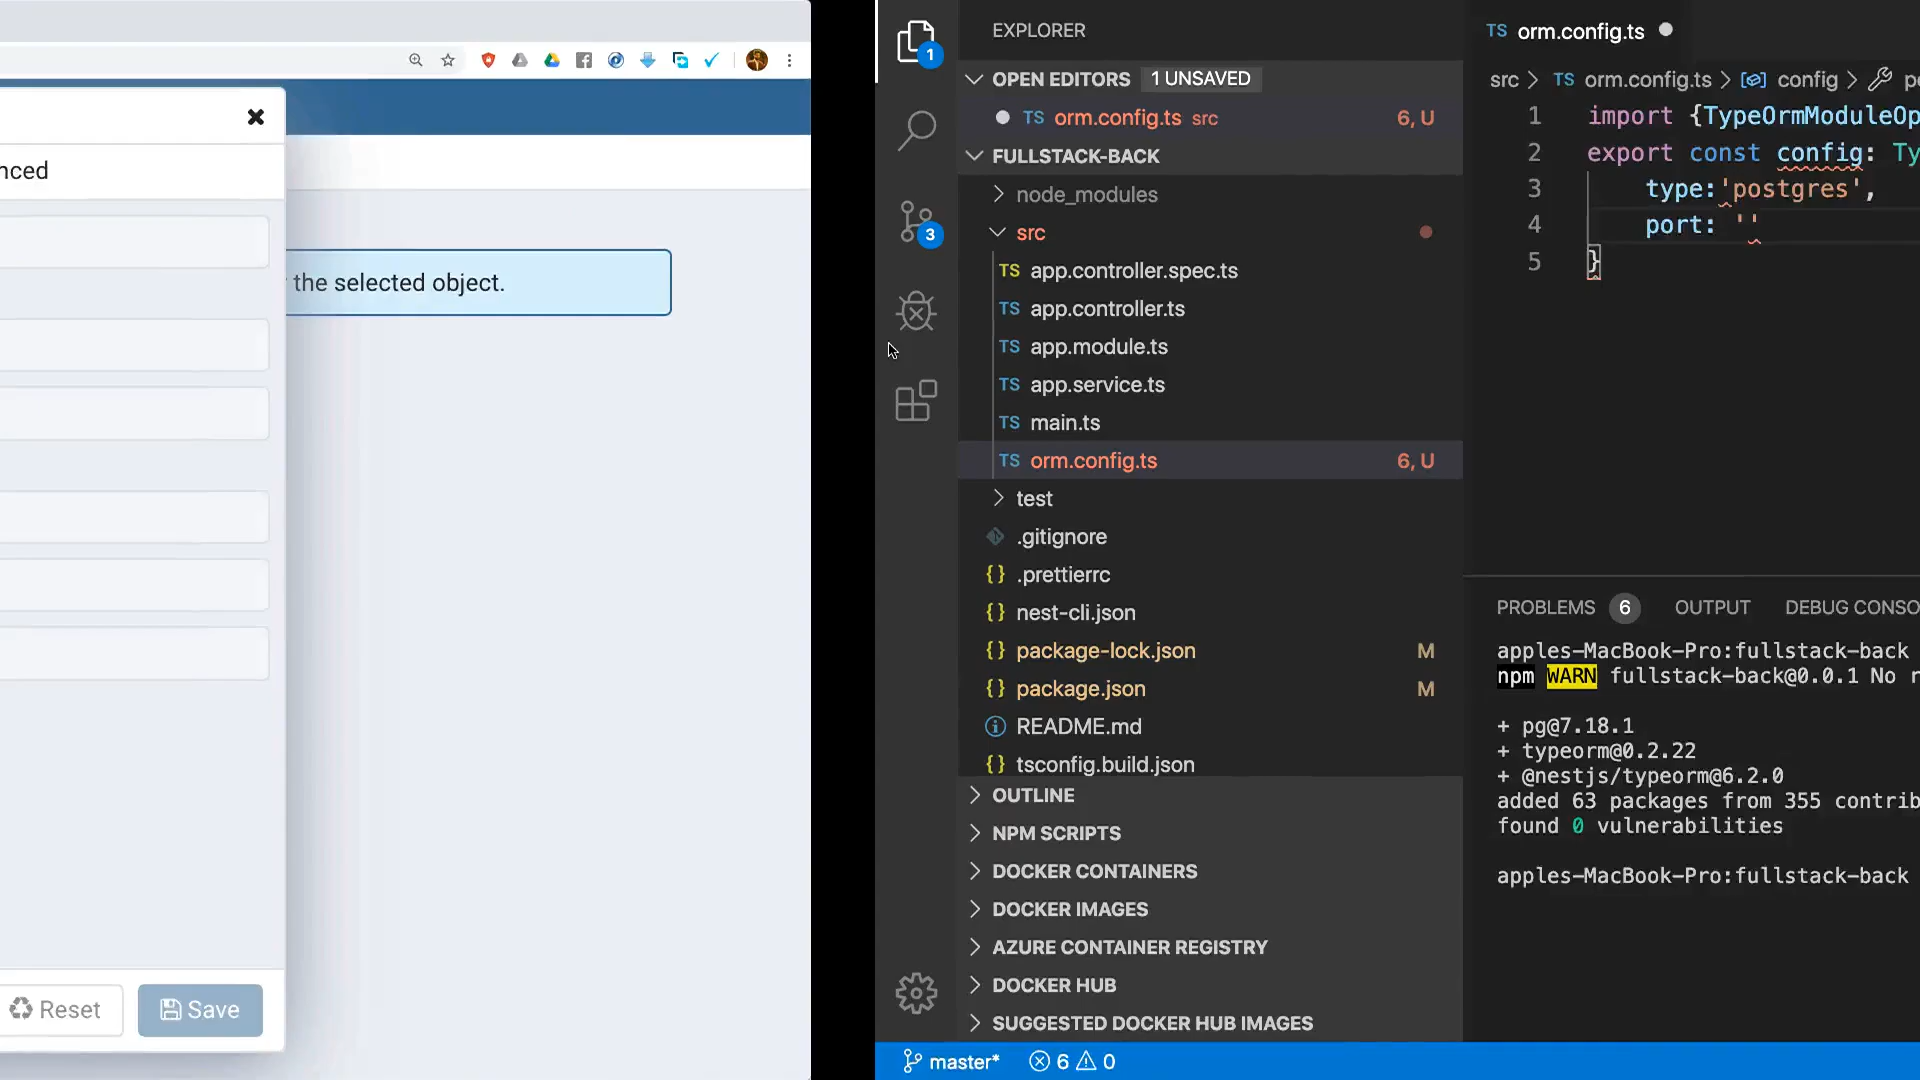 nced
the selected object.
Reset
Save
1
3
EXPLORER
OPEN EDITORS 1 UNSAVED
TS orm.config.ts src 6, U
FULLSTACK-BACK
node_modules
src
TS app.controller.spec.ts
TS app.controller.ts
TS app.module.ts
TS app.service.ts
TS main.ts
TS orm.config.ts 6, U
test
.gitignore
{} .prettierrc
{} nest-cli.json
{} package-lock.json M
{} package.json M
README.md
{} tsconfig.build.json
OUTLINE
NPM SCRIPTS
DOCKER CONTAINERS
DOCKER IMAGES
AZURE CONTAINER REGISTRY
DOCKER HUB
SUGGESTED DOCKER HUB IMAGES
TS orm.config.ts
src > TS orm.config.ts > config >
1 import {TypeOrmModuleOp
2 export const config: Ty
3 type:'postgres',
4 port: ''
5 }
PROBLEMS 6 OUTPUT DEBUG CONSO
apples-MacBook-Pro:fullstack-back
npm WARN fullstack-back@0.0.1 No r
+ pg@7.18.1
+ typeorm@0.2.22
+ @nestjs/typeorm@6.2.0
added 63 packages from 355 contrib
found 0 vulnerabilities
apples-MacBook-Pro:fullstack-back
master* 6 0